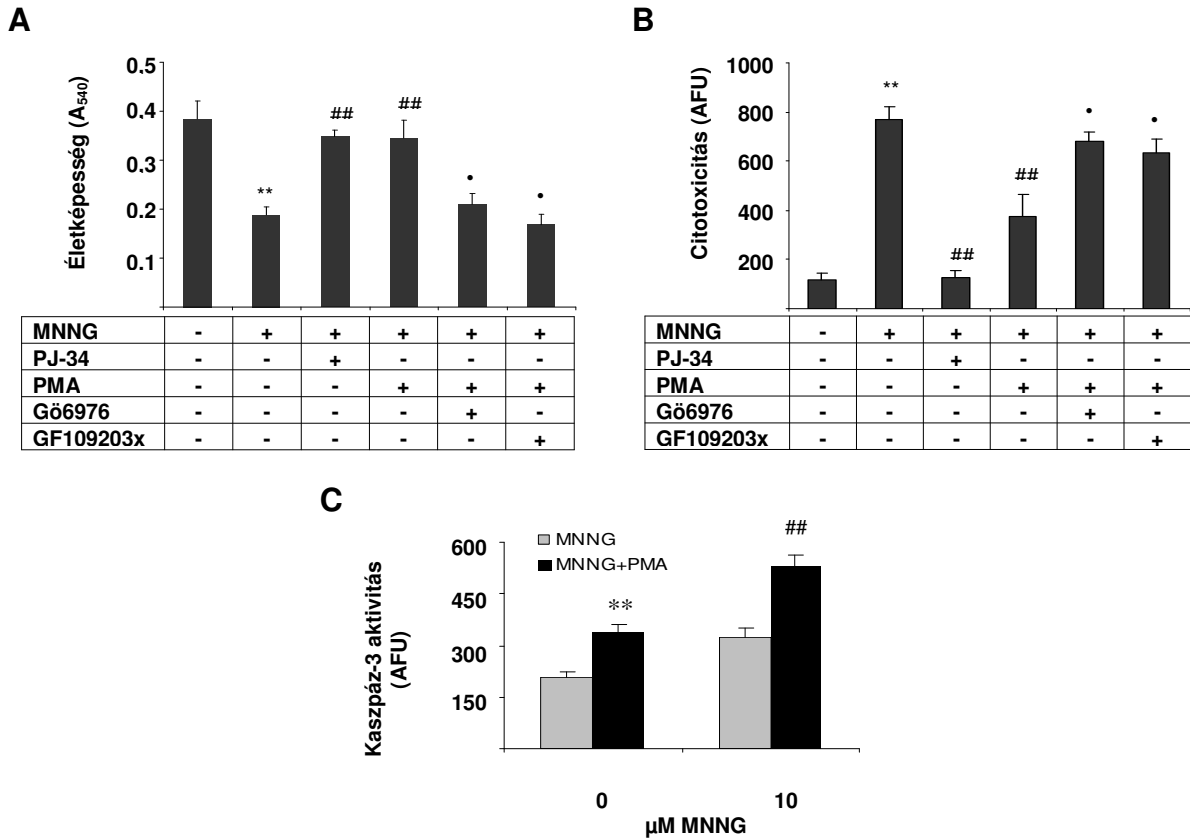 A
Életképesség (A540)
0.5
0.4
0.3
0.2
0.1
**
##
##
•
•
MNNG - + + + + +
PJ-34 - - + - - -
PMA - - - + + +
Gö6976 - - - - + -
GF109203x - - - - - +
B
Citotoxicitás (AFU)
1000
800
600
400
200
**
##
##
•
•
MNNG - + + + + +
PJ-34 - - + - - -
PMA - - - + + +
Gö6976 - - - - + -
GF109203x - - - - - +
C
Kaszpáz-3 aktivitás
(AFU)
600
450
300
150
MNNG
MNNG+PMA
**
##
0 10
µM MNNG